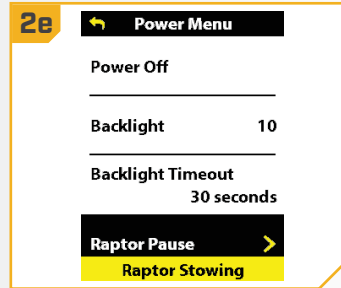 2e
Power Menu
Power Off
Backlight 10
Backlight Timeout
30 seconds
Raptor Pause
Raptor Stowing